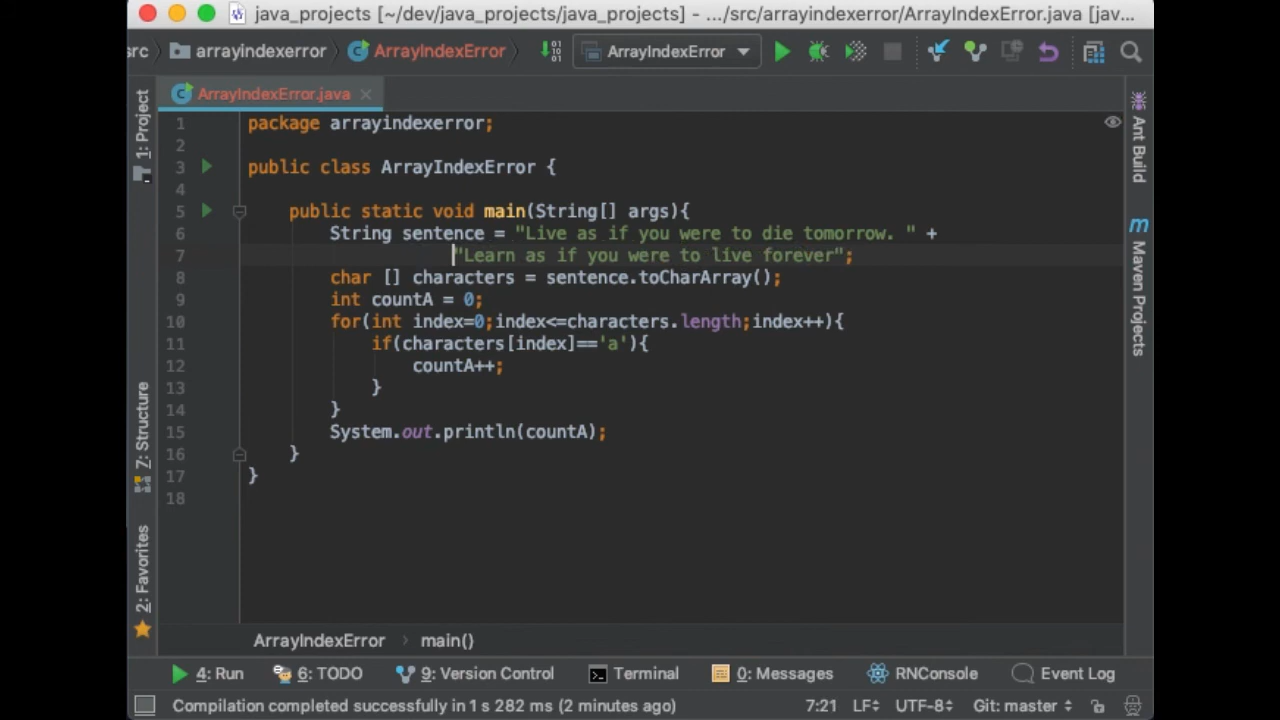 java_projects [~/dev/java_projects/java_projects] - .../src/arrayindexerror/ArrayIndexError.java [jav...
src arrayindexerror ArrayIndexError ArrayIndexError
1: Project
ArrayIndexError.java
1 package arrayindexerror;
2
3 public class ArrayIndexError {
4
5 public static void main(String[] args){
6 String sentence = "Live as if you were to die tomorrow. " +
7 "Learn as if you were to live forever";
8 char [] characters = sentence.toCharArray();
9 int countA = 0;
10 for(int index=0;index<=characters.length;index++){
11 if(characters[index]=='a'){
12 countA++;
13 }
14 }
15 System.out.println(countA);
16 }
17 }
18
Ant Build
m Maven Projects
7: Structure
2: Favorites
ArrayIndexError main()
4: Run 6: TODO 9: Version Control Terminal 0: Messages RNConsole Event Log
Compilation completed successfully in 1 s 282 ms (2 minutes ago) 7:21 LF UTF-8 Git: master